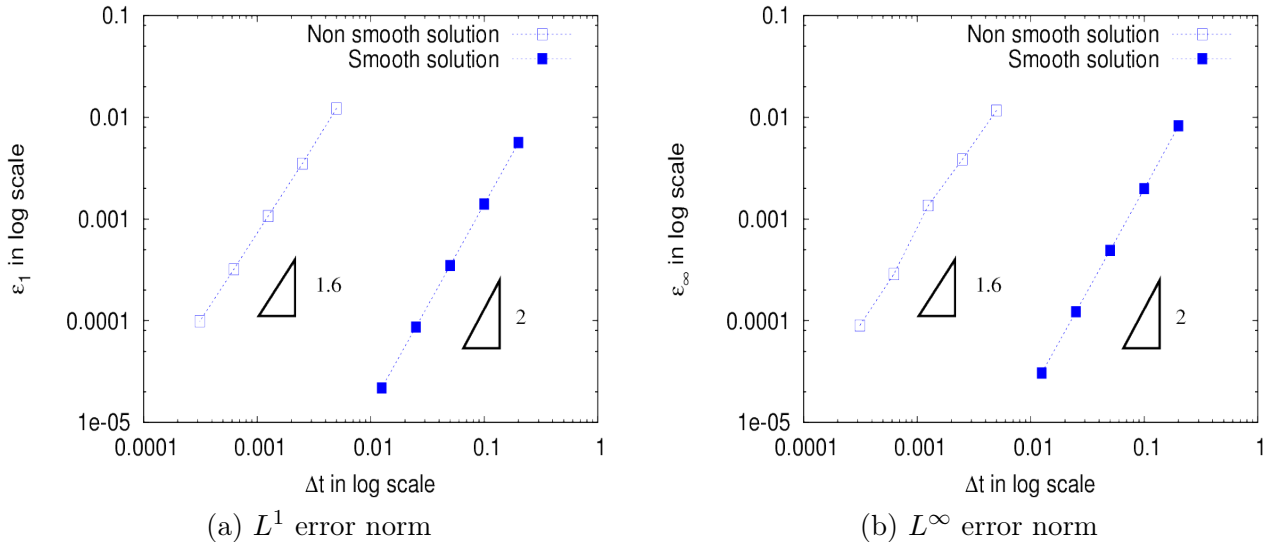 0.1
Non smooth solution
Smooth solution
0.01
0.001
0.0001
1e-05
ε1 in log scale
1.6
2
0.0001 0.001 0.01 0.1 1
Δt in log scale
(a) L¹ error norm
0.1
Non smooth solution
Smooth solution
0.01
0.001
0.0001
1e-05
ε∞ in log scale
1.6
2
0.0001 0.001 0.01 0.1 1
Δt in log scale
(b) L∞ error norm